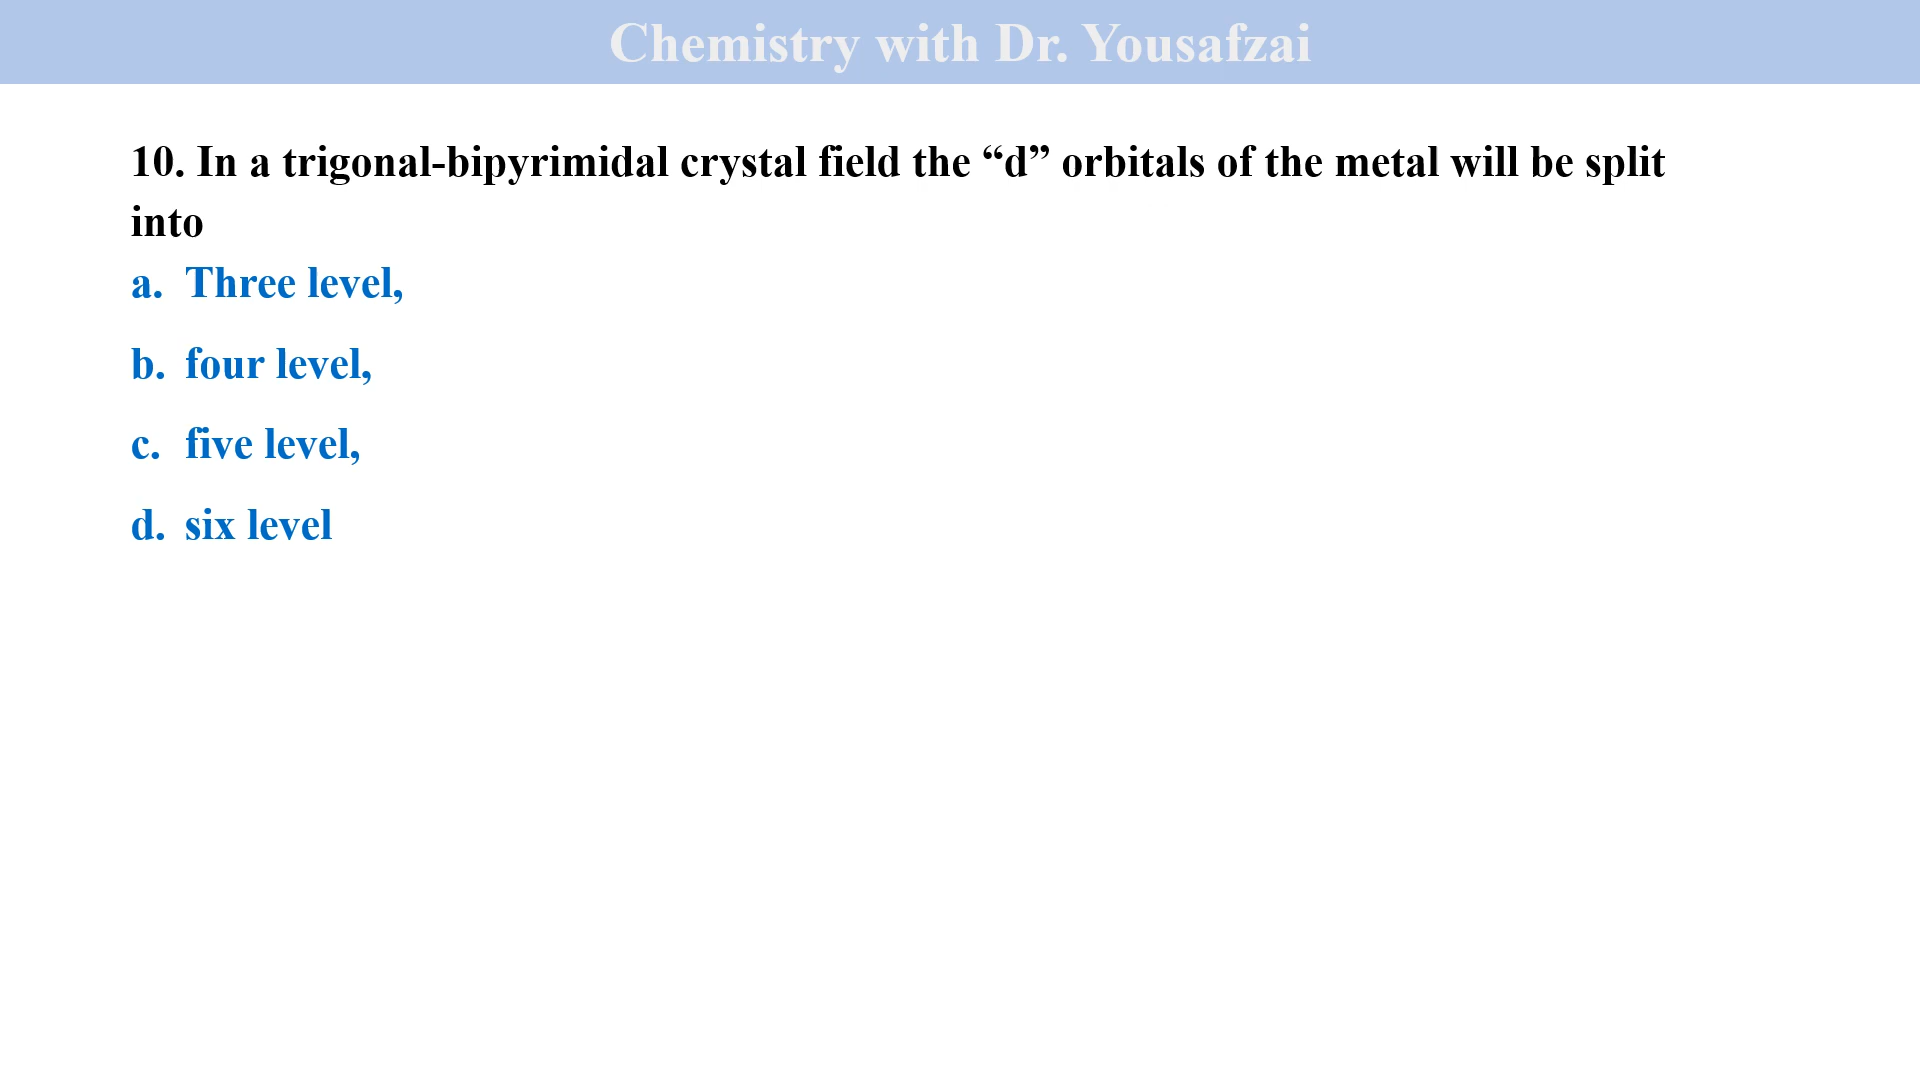 Chemistry with Dr. Yousafzai
10. In a trigonal-bipyrimidal crystal field the “d” orbitals of the metal will be split
into
a. Three level,
b. four level,
c. five level,
d. six level